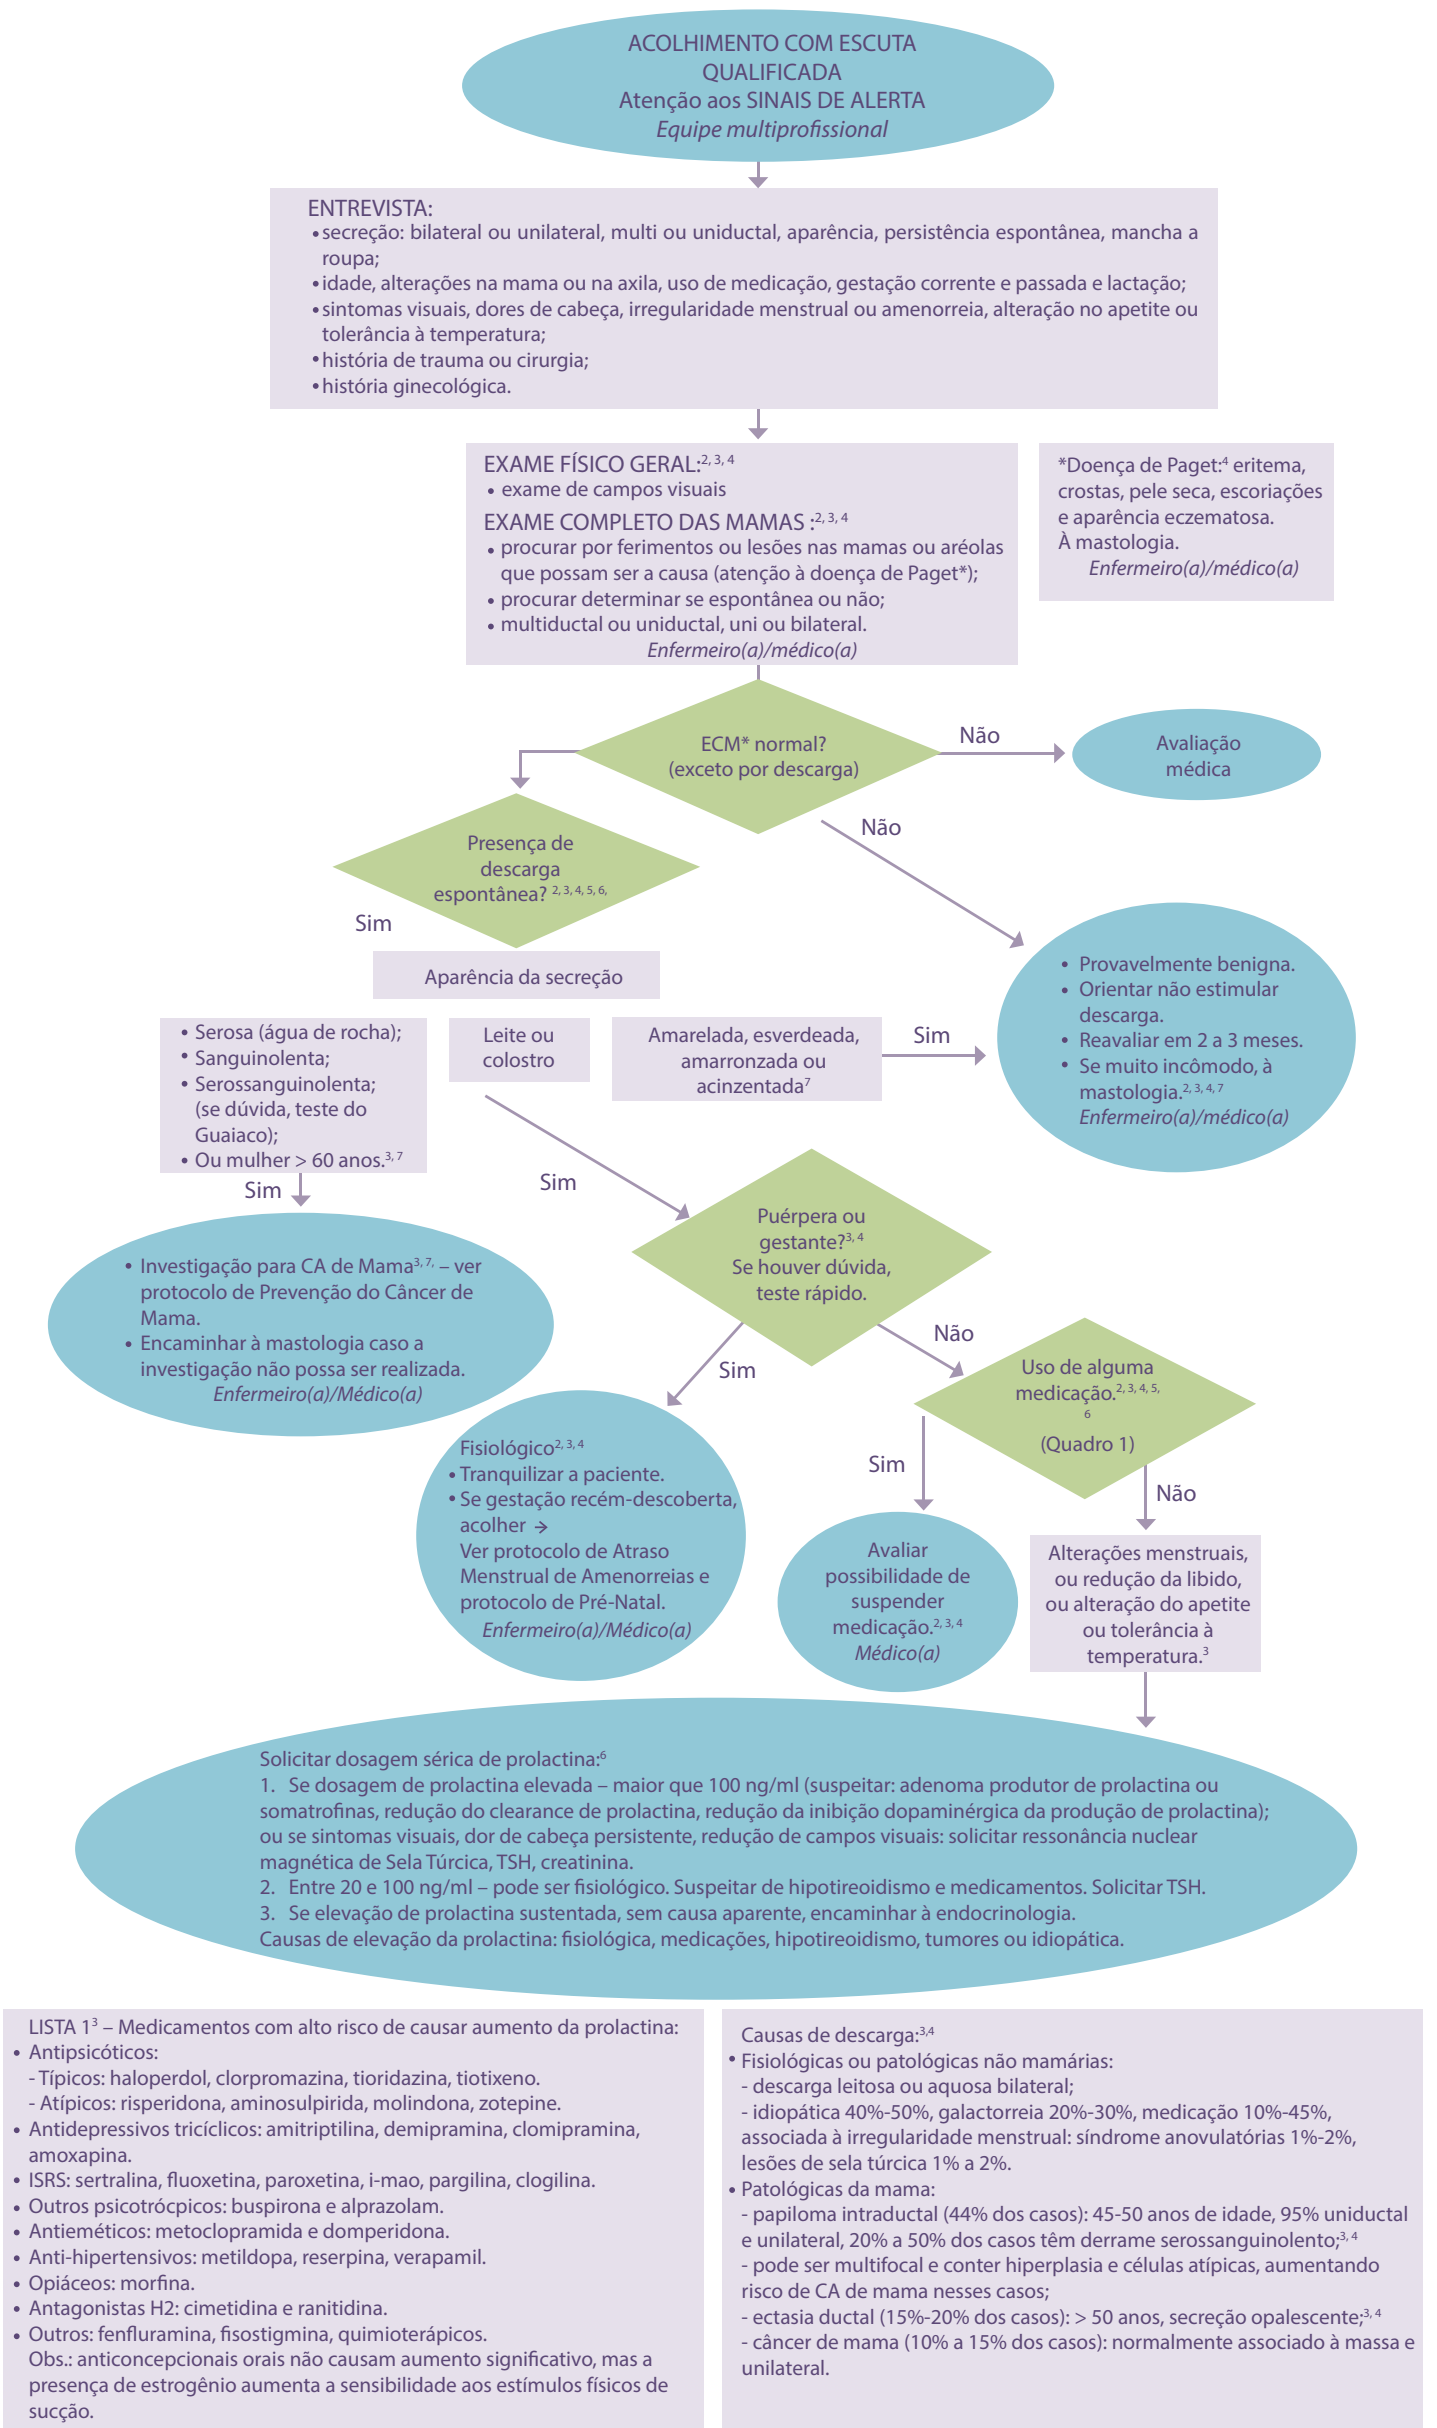 ACOLHIMENTO COM ESCUTA
QUALIFICADA
Atenção aos SINAIS DE ALERTA
Equipe multiprofissional
ENTREVISTA:
• secreção: bilateral ou unilateral, multi ou uniductal, aparência, persistência espontânea, mancha a
roupa;
• idade, alterações na mama ou na axila, uso de medicação, gestação corrente e passada e lactação;
• sintomas visuais, dores de cabeça, irregularidade menstrual ou amenorreia, alteração no apetite ou
tolerância à temperatura;
• história de trauma ou cirurgia;
• história ginecológica.
EXAME FÍSICO GERAL:2, 3, 4
• exame de campos visuais
EXAME COMPLETO DAS MAMAS :2, 3, 4
• procurar por ferimentos ou lesões nas mamas ou aréolas
que possam ser a causa (atenção à doença de Paget*);
• procurar determinar se espontânea ou não;
• multiductal ou uniductal, uni ou bilateral.
Enfermeiro(a)/médico(a)
*Doença de Paget:4 eritema,
crostas, pele seca, escoriações
e aparência eczematosa.
À mastologia.
Enfermeiro(a)/médico(a)
ECM* normal?
(exceto por descarga)
Não
Avaliação
médica
Não
Presença de
descarga
espontânea? 2, 3, 4, 5, 6,
Sim
Aparência da secreção
• Serosa (água de rocha);
• Sanguinolenta;
• Serossanguinolenta;
(se dúvida, teste do
Guaiaco);
• Ou mulher > 60 anos.3, 7
Leite ou
colostro
Amarelada, esverdeada,
amarronzada ou
acinzentada7
Sim
• Provavelmente benigna.
• Orientar não estimular
descarga.
• Reavaliar em 2 a 3 meses.
• Se muito incômodo, à
mastologia.2, 3, 4, 7
Enfermeiro(a)/médico(a)
Sim
• Investigação para CA de Mama3, 7, – ver
protocolo de Prevenção do Câncer de
Mama.
• Encaminhar à mastologia caso a
investigação não possa ser realizada.
Enfermeiro(a)/Médico(a)
Sim
Puérpera ou
gestante?3, 4
Se houver dúvida,
teste rápido.
Sim
Não
Fisiológico2, 3, 4
• Tranquilizar a paciente.
• Se gestação recém-descoberta,
acolher →
Ver protocolo de Atraso
Menstrual de Amenorreias e
protocolo de Pré-Natal.
Enfermeiro(a)/Médico(a)
Uso de alguma
medicação.2, 3, 4, 5,
6
(Quadro 1)
Sim
Não
Avaliar
possibilidade de
suspender
medicação.2, 3, 4
Médico(a)
Alterações menstruais,
ou redução da libido,
ou alteração do apetite
ou tolerância à
temperatura.3
Solicitar dosagem sérica de prolactina:6
1. Se dosagem de prolactina elevada – maior que 100 ng/ml (suspeitar: adenoma produtor de prolactina ou
somatrofinas, redução do clearance de prolactina, redução da inibição dopaminérgica da produção de prolactina);
ou se sintomas visuais, dor de cabeça persistente, redução de campos visuais: solicitar ressonância nuclear
magnética de Sela Túrcica, TSH, creatinina.
2. Entre 20 e 100 ng/ml – pode ser fisiológico. Suspeitar de hipotireoidismo e medicamentos. Solicitar TSH.
3. Se elevação de prolactina sustentada, sem causa aparente, encaminhar à endocrinologia.
Causas de elevação da prolactina: fisiológica, medicações, hipotireoidismo, tumores ou idiopática.
LISTA 13 – Medicamentos com alto risco de causar aumento da prolactina:
• Antipsicóticos:
- Típicos: haloperdol, clorpromazina, tioridazina, tiotixeno.
- Atípicos: risperidona, aminosulpirida, molindona, zotepine.
• Antidepressivos tricíclicos: amitriptilina, demipramina, clomipramina,
amoxapina.
• ISRS: sertralina, fluoxetina, paroxetina, i-mao, pargilina, clogilina.
• Outros psicotrócpicos: buspirona e alprazolam.
• Antieméticos: metoclopramida e domperidona.
• Anti-hipertensivos: metildopa, reserpina, verapamil.
• Opiáceos: morfina.
• Antagonistas H2: cimetidina e ranitidina.
• Outros: fenfluramina, fisostigmina, quimioterápicos.
Obs.: anticoncepcionais orais não causam aumento significativo, mas a
presença de estrogênio aumenta a sensibilidade aos estímulos físicos de
sucção.
Causas de descarga:3,4
• Fisiológicas ou patológicas não mamárias:
- descarga leitosa ou aquosa bilateral;
- idiopática 40%-50%, galactorreia 20%-30%, medicação 10%-45%,
associada à irregularidade menstrual: síndrome anovulatórias 1%-2%,
lesões de sela túrcica 1% a 2%.
• Patológicas da mama:
- papiloma intraductal (44% dos casos): 45-50 anos de idade, 95% uniductal
e unilateral, 20% a 50% dos casos têm derrame serossanguinolento;3, 4
- pode ser multifocal e conter hiperplasia e células atípicas, aumentando
risco de CA de mama nesses casos;
- ectasia ductal (15%-20% dos casos): > 50 anos, secreção opalescente;3, 4
- câncer de mama (10% a 15% dos casos): normalmente associado à massa e
unilateral.